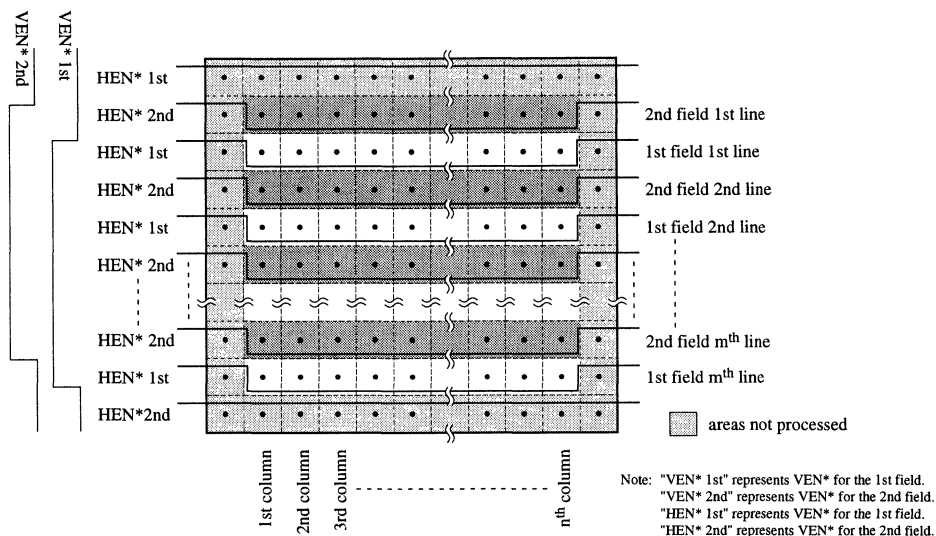 VEN* 2nd
VEN* 1st
HEN* 1st
HEN* 2nd
2nd field 1st line
HEN* 1st
1st field 1st line
HEN* 2nd
2nd field 2nd line
HEN* 1st
1st field 2nd line
HEN* 2nd
HEN* 2nd
2nd field mth line
HEN* 1st
1st field mth line
HEN*2nd
areas not processed
1st column
2nd column
3rd column
nth column
Note: "VEN* 1st" represents VEN* for the 1st field.
"VEN* 2nd" represents VEN* for the 2nd field.
"HEN* 1st" represents VEN* for the 1st field.
"HEN* 2nd" represents VEN* for the 2nd field.